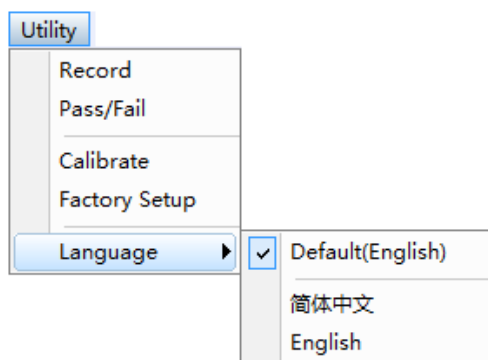 Utility
Record
Pass/Fail
Calibrate
Factory Setup
Language
Default(English)
简体中文
English